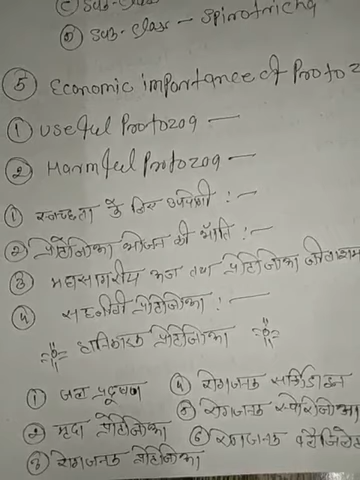 C) Sub-class
D) Sub-class - Spirotricha
5) Economic importance of Protoz
1) Useful Protozoa -
2) Harmful Protozoa -
1) स्वच्छता के लिए उपयोगी :-
2) प्रोटोजोआ भोजन की भाँति :-
3) महासागरीय तथा प्रोटोजोआ
4) सहजीवी प्रोटोजोआ :-
हानिकारक प्रोटोजोआ
1) जल प्रदूषण 4) रोगजनक
2) मृदा प्रोटोजोआ 5) रोगजनक स्पोरोजोआ
3) रोगजनक प्रोटोजोआ 6) रोगजनक